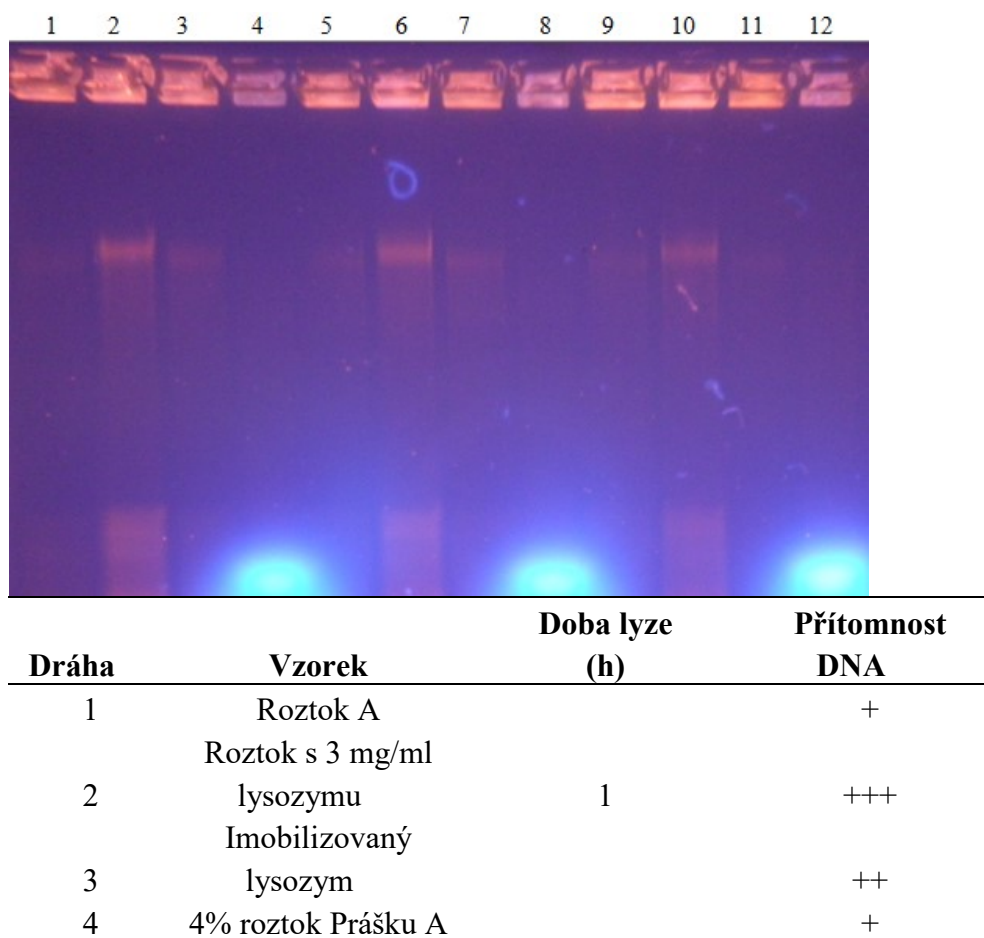 1 2 3 4 5 6 7 8 9 10 11 12
Doba lyze Přítomnost
Dráha Vzorek (h) DNA
1 Roztok A +
Roztok s 3 mg/ml
2 lysozymu 1 +++
Imobilizovaný
3 lysozym ++
4 4% roztok Prášku A +